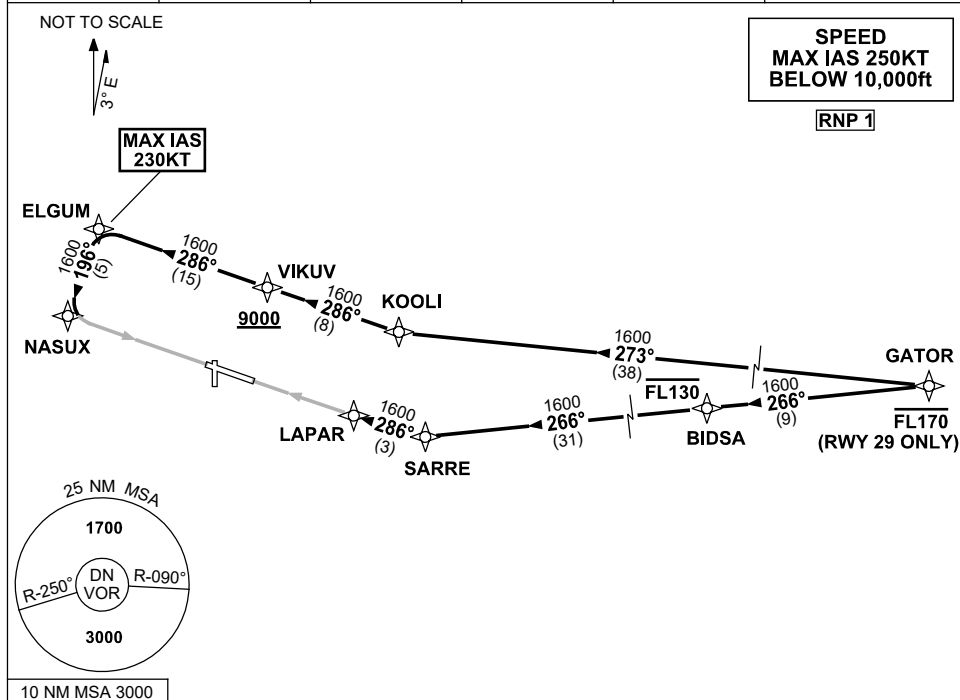 NOT TO SCALE
3° E
SPEED
MAX IAS 250KT
BELOW 10,000ft
RNP 1
MAX IAS
230KT
ELGUM
1600
196°
(5)
1600
286°
(15)
VIKUV
9000
1600
286°
(8)
KOOLI
1600
273°
(38)
GATOR
FL170
(RWY 29 ONLY)
NASUX
FL130
1600
266°
(9)
BIDSA
1600
266°
(31)
LAPAR
1600
286°
(3)
SARRE
25 NM MSA
1700
R-250°
DN
VOR
R-090°
3000
10 NM MSA 3000